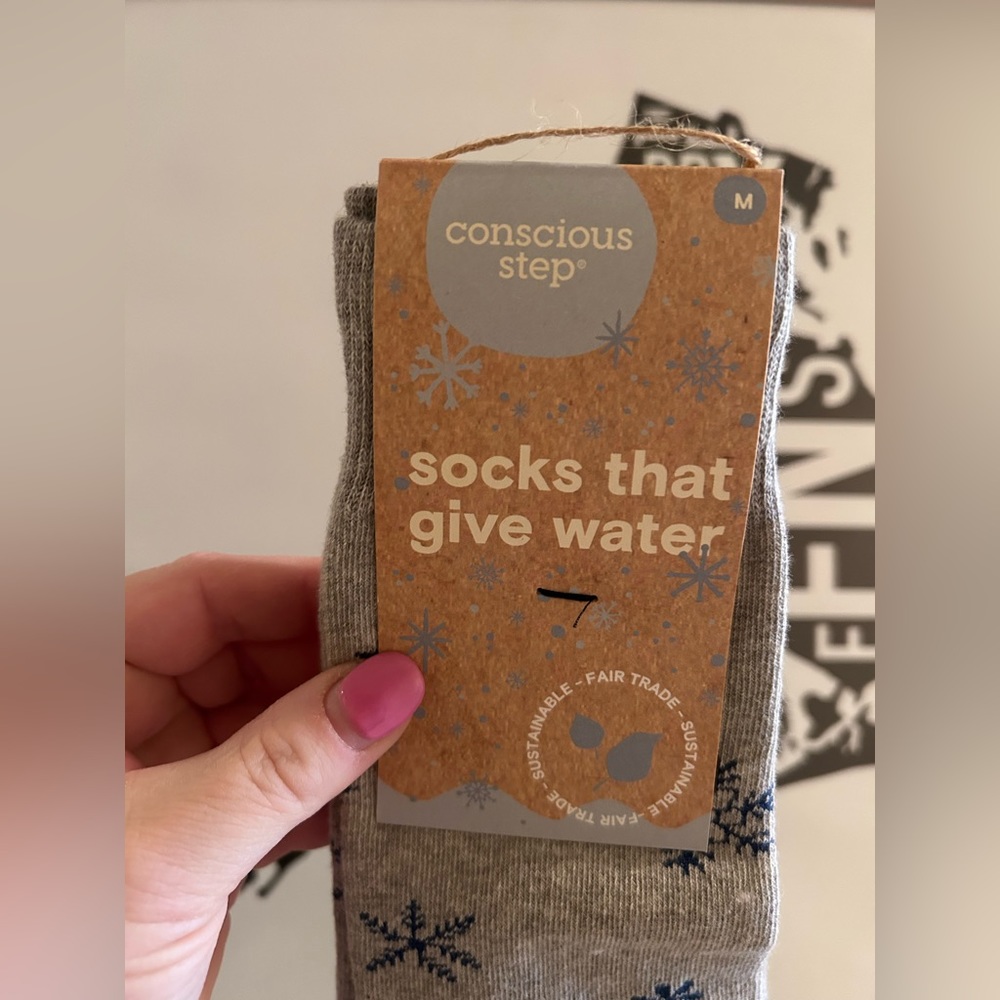 conscious
step®
M
socks that
give water
SUSTAINABLE - FAIR TRADE - SUSTAINABLE - FAIR TRADE -